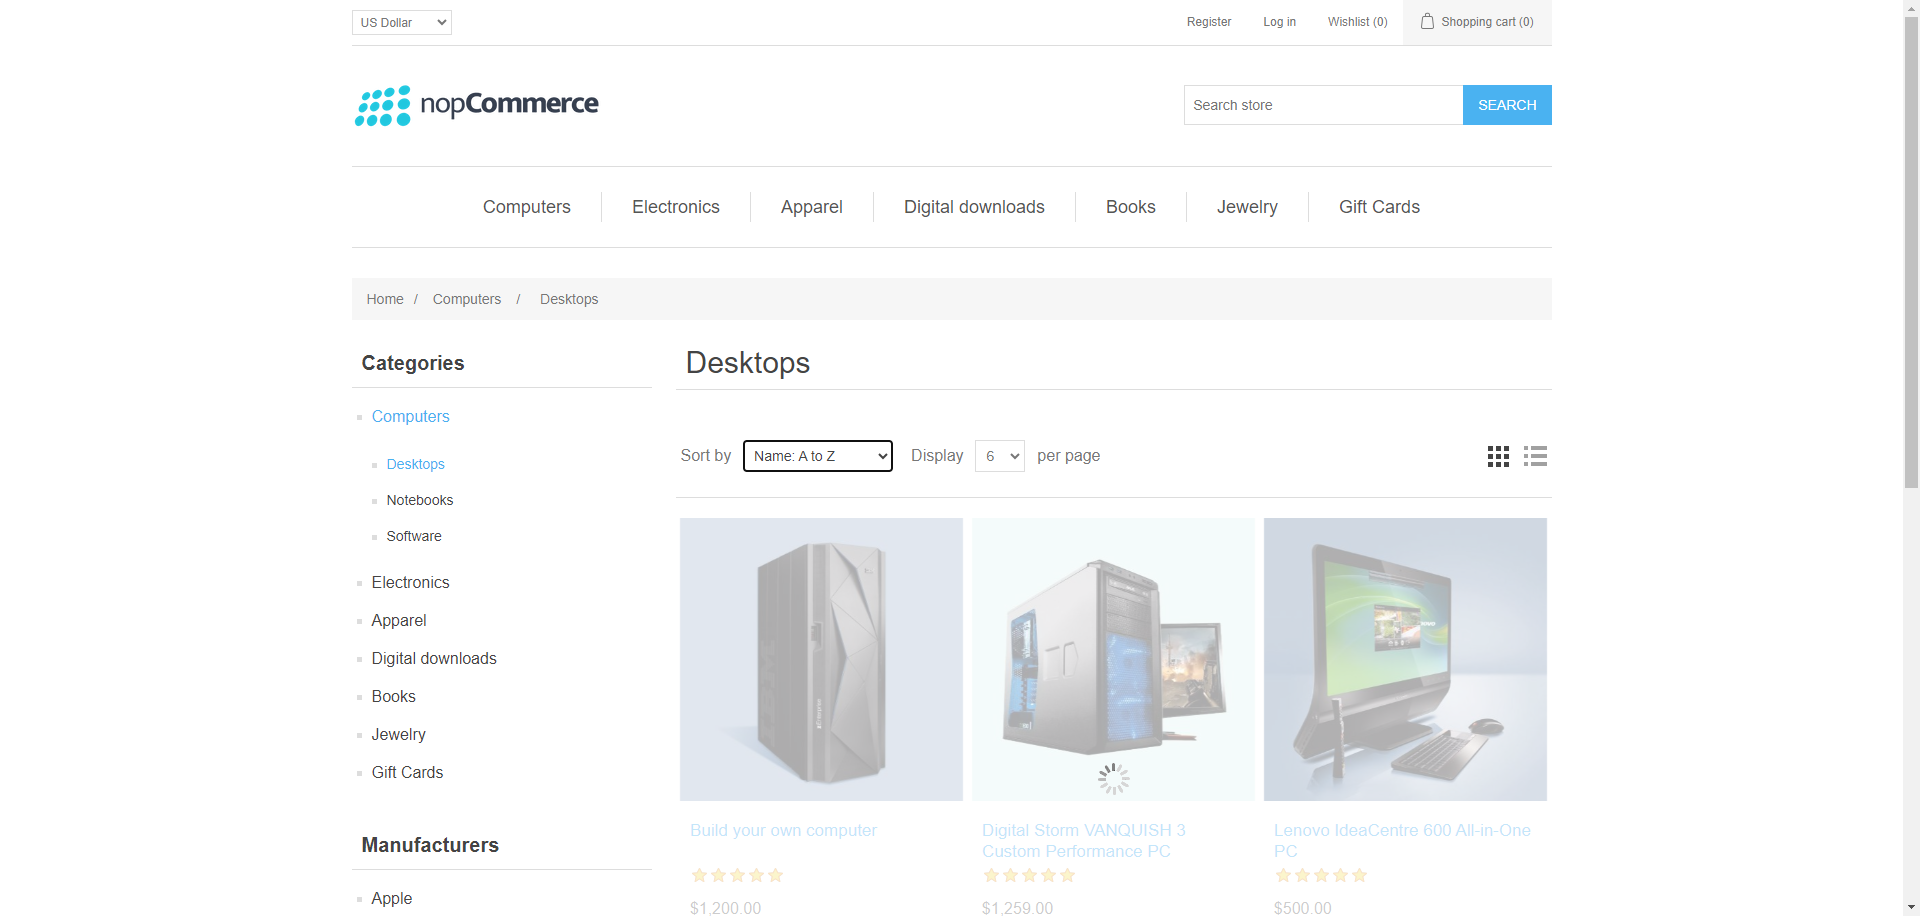 US Dollar
Register
Log in
Wishlist (0)
Shopping cart (0)
nopCommerce
Search store
SEARCH
Computers
Electronics
Apparel
Digital downloads
Books
Jewelry
Gift Cards
Home / Computers / Desktops
Categories
Computers
Desktops
Notebooks
Software
Electronics
Apparel
Digital downloads
Books
Jewelry
Gift Cards
Manufacturers
Apple
Desktops
Sort by Name: A to Z Display 6 per page
Build your own computer
$1,200.00
Digital Storm VANQUISH 3
Custom Performance PC
$1,259.00
Lenovo IdeaCentre 600 All-in-One
PC
$500.00